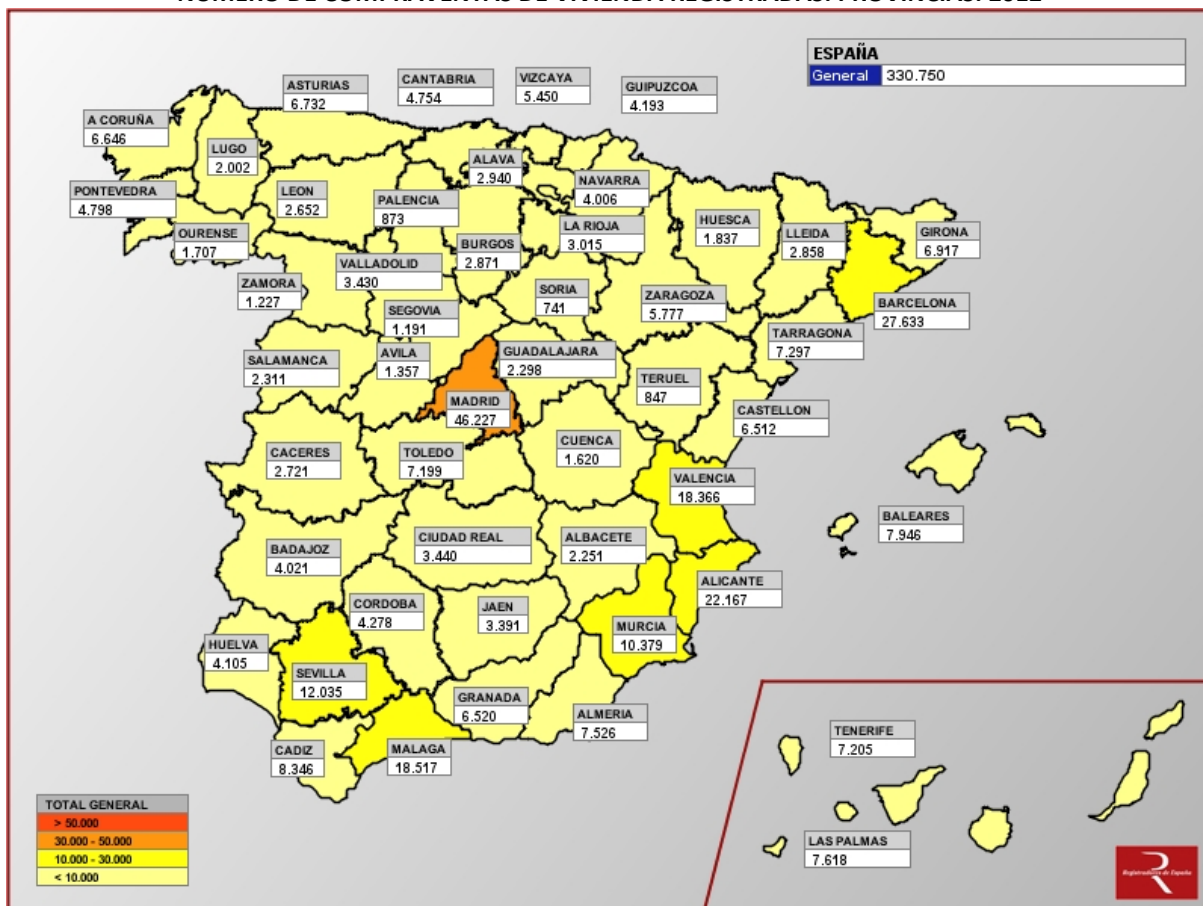 ESPAÑA
General 330.750
ASTURIAS
6.732
CANTABRIA
4.754
VIZCAYA
5.450
GUIPUZCOA
4.193
A CORUÑA
6.646
LUGO
2.002
ALAVA
2.940
NAVARRA
4.006
PONTEVEDRA
4.798
LEON
2.652
PALENCIA
873
LA RIOJA
3.015
HUESCA
1.837
LLEIDA
2.858
GIRONA
6.917
OURENSE
1.707
BURGOS
2.871
VALLADOLID
3.430
ZAMORA
1.227
SORIA
741
ZARAGOZA
5.777
BARCELONA
27.633
SEGOVIA
1.191
TARRAGONA
7.297
SALAMANCA
2.311
AVILA
1.357
GUADALAJARA
2.298
TERUEL
847
MADRID
46.227
CASTELLON
6.512
CACERES
2.721
TOLEDO
7.199
CUENCA
1.620
VALENCIA
18.366
BALEARES
7.946
BADAJOZ
4.021
CIUDAD REAL
3.440
ALBACETE
2.251
ALICANTE
22.167
CORDOBA
4.278
JAEN
3.391
MURCIA
10.379
HUELVA
4.105
SEVILLA
12.035
GRANADA
6.520
ALMERIA
7.526
CADIZ
8.346
MALAGA
18.517
TENERIFE
7.205
LAS PALMAS
7.618
TOTAL GENERAL
> 50.000
30.000 - 50.000
10.000 - 30.000
< 10.000
Registradores de España